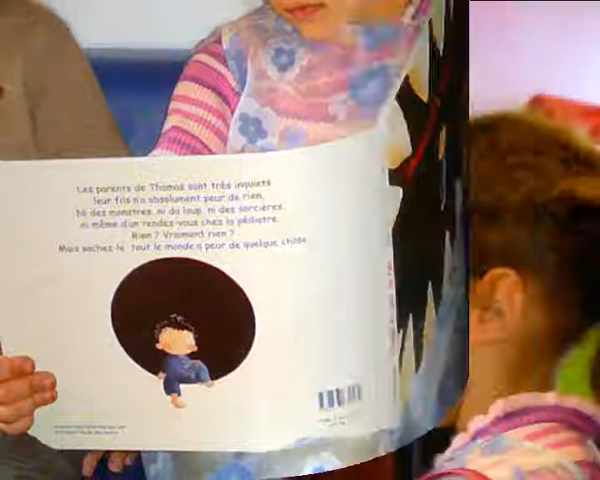 Les parents de Thomas sont très inquiets
leur fils n'a absolument peur de rien.
Ni des monstres, ni du loup, ni des sorcières,
ni même d'un rendez-vous chez la pédiatre.
Rien ? Vraiment rien ?
Mais sachez-le, tout le monde a peur de quelque chose.